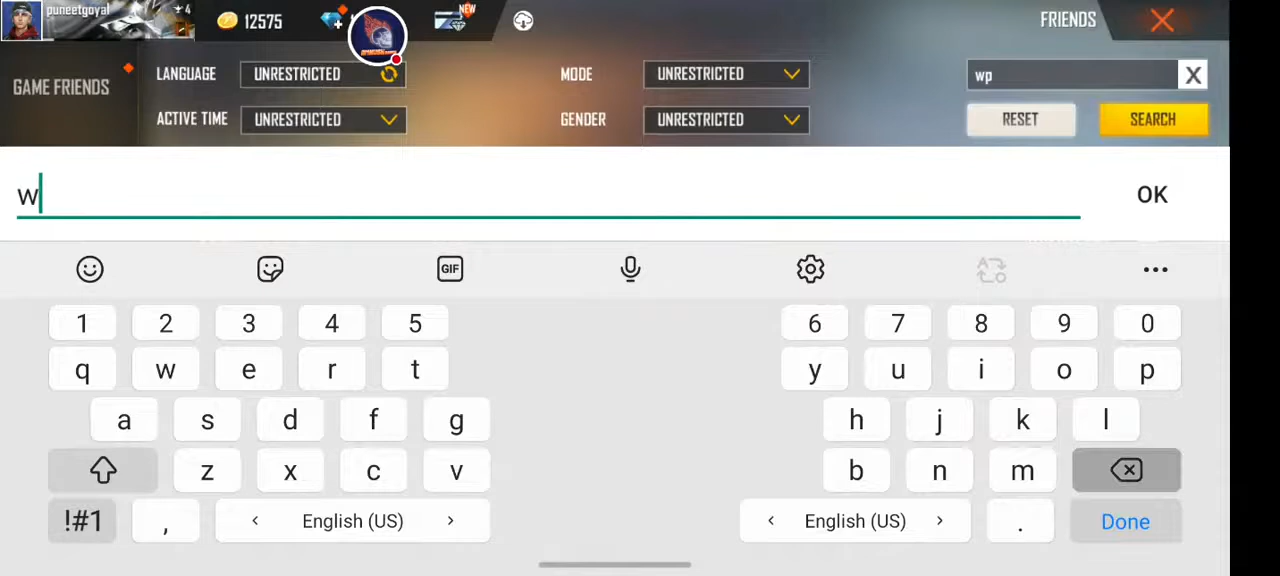 puneetgoyal 4 12575 NEW FRIENDS
GAME FRIENDS
LANGUAGE UNRESTRICTED MODE UNRESTRICTED wp X
ACTIVE TIME UNRESTRICTED GENDER UNRESTRICTED RESET SEARCH
w OK
GIF
1 2 3 4 5 6 7 8 9 0
q w e r t y u i o p
a s d f g h j k l
z x c v b n m
!#1 , < English (US) > < English (US) > . Done